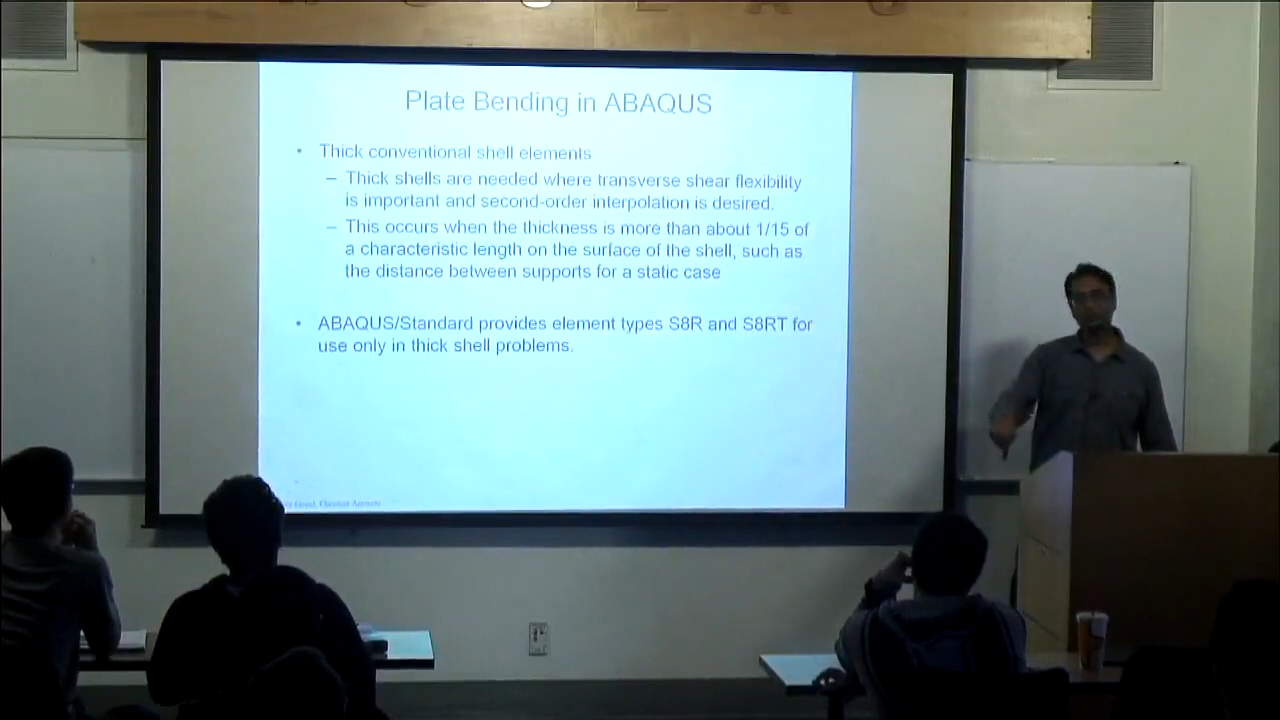 Plate Bending in ABAQUS
• Thick conventional shell elements
– Thick shells are needed where transverse shear flexibility
is important and second-order interpolation is desired.
– This occurs when the thickness is more than about 1/15 of
a characteristic length on the surface of the shell, such as
the distance between supports for a static case
• ABAQUS/Standard provides element types S8R and S8RT for
use only in thick shell problems.